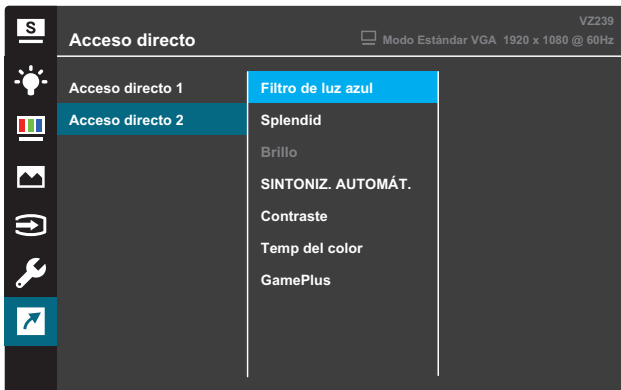 S
VZ239
Acceso directo
Modo Estándar VGA 1920 x 1080 @ 60Hz
Acceso directo 1
Filtro de luz azul
Acceso directo 2
Splendid
Brillo
SINTONIZ. AUTOMÁT.
Contraste
Temp del color
GamePlus